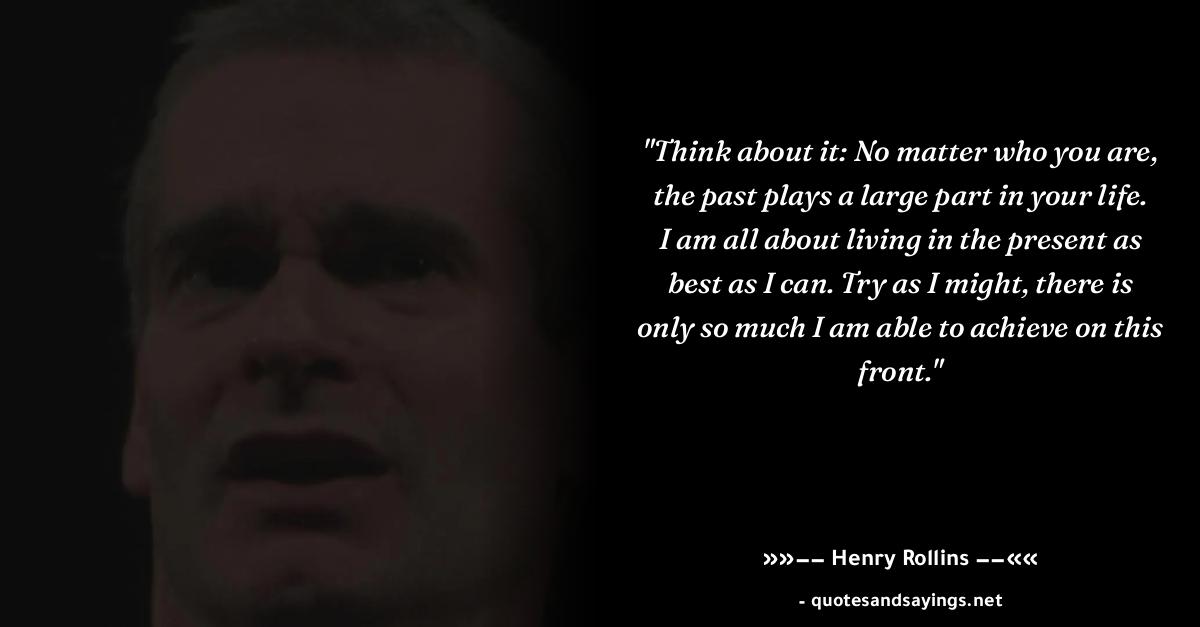 "Think about it: No matter who you are,
the past plays a large part in your life.
I am all about living in the present as
best as I can. Try as I might, there is
only so much I am able to achieve on this
front."
»»−− Henry Rollins −−««
- quotesandsayings.net